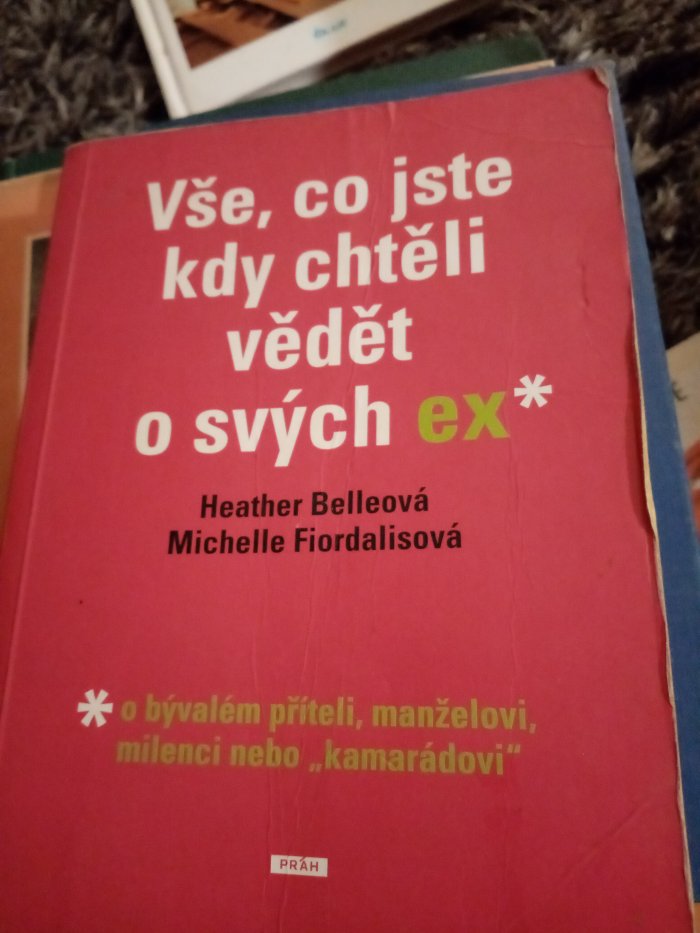 Vše, co jste
kdy chtěli
vědět
o svých ex*
Heather Belleová
Michelle Fiordalisová
* o bývalém příteli, manželovi,
milenci nebo „kamarádovi“
PRÁH